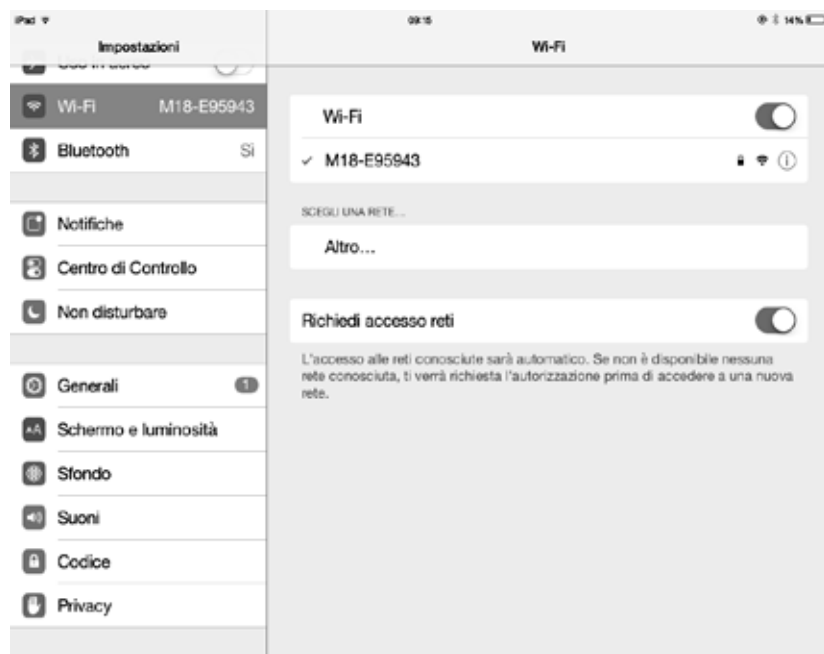 iPad
09:15
14%
Impostazioni
Wi-Fi
Uso in aereo
Wi-Fi M18-E95943
Bluetooth Sì
Notifiche
Centro di Controllo
Non disturbare
Generali 1
Schermo e luminosità
Sfondo
Suoni
Codice
Privacy
Wi-Fi
M18-E95943
SCEGLI UNA RETE...
Altro...
Richiedi accesso reti
L'accesso alle reti conosciute sarà automatico. Se non è disponibile nessuna
rete conosciuta, ti verrà richiesta l'autorizzazione prima di accedere a una nuova
rete.